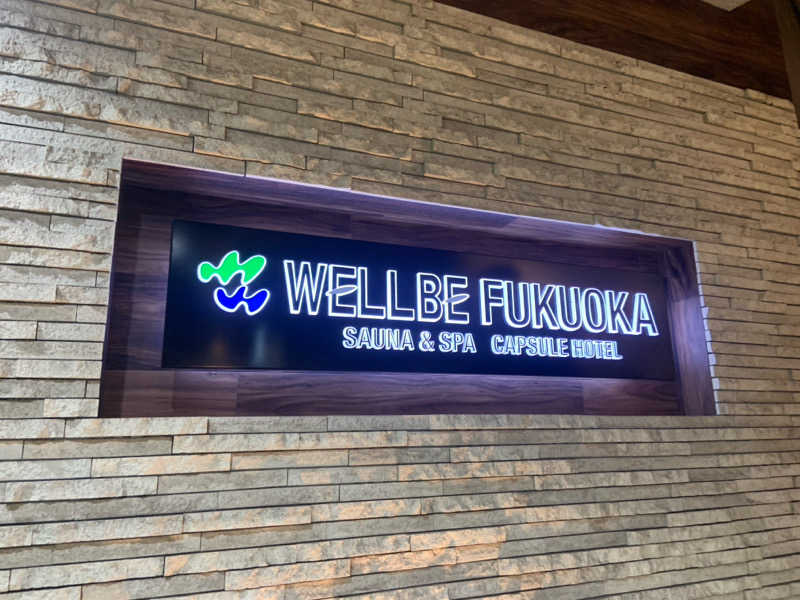 WELLBE FUKUOKA
SAUNA & SPA CAPSULE HOTEL